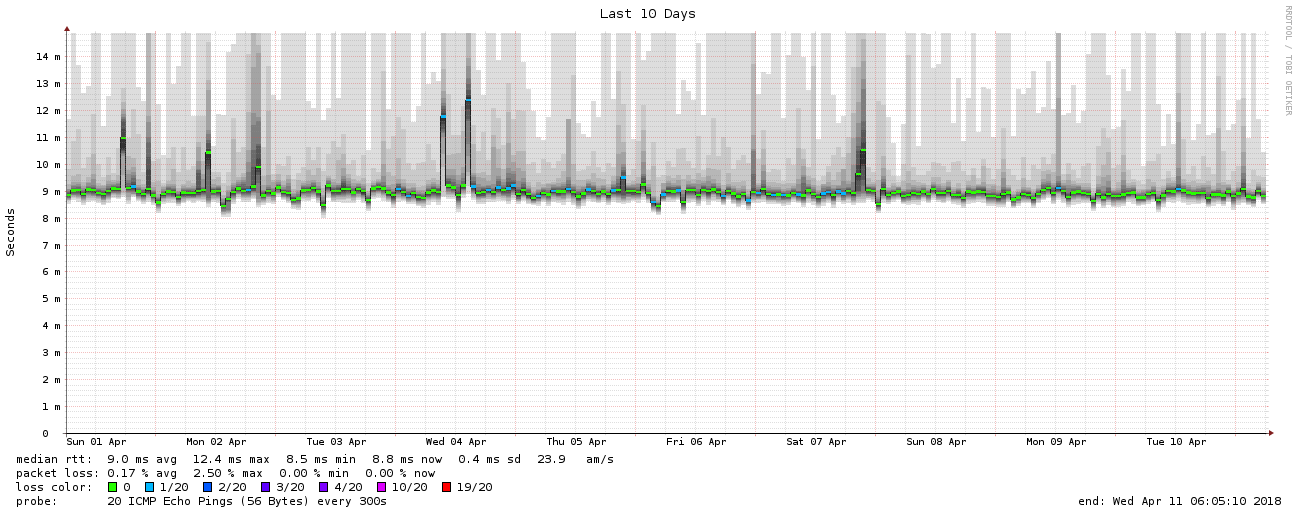 Last 10 Days
RRDTOOL / TOBI OETIKER
Seconds
14 m
13 m
12 m
11 m
10 m
9 m
8 m
7 m
6 m
5 m
4 m
3 m
2 m
1 m
0
Sun 01 Apr Mon 02 Apr Tue 03 Apr Wed 04 Apr Thu 05 Apr Fri 06 Apr Sat 07 Apr Sun 08 Apr Mon 09 Apr Tue 10 Apr
median rtt: 9.0 ms avg 12.4 ms max 8.5 ms min 8.8 ms now 0.4 ms sd 23.9 am/s
packet loss: 0.17 % avg 2.50 % max 0.00 % min 0.00 % now
loss color: 0 1/20 2/20 3/20 4/20 10/20 19/20
probe: 20 ICMP Echo Pings (56 Bytes) every 300s end: Wed Apr 11 06:05:10 2018